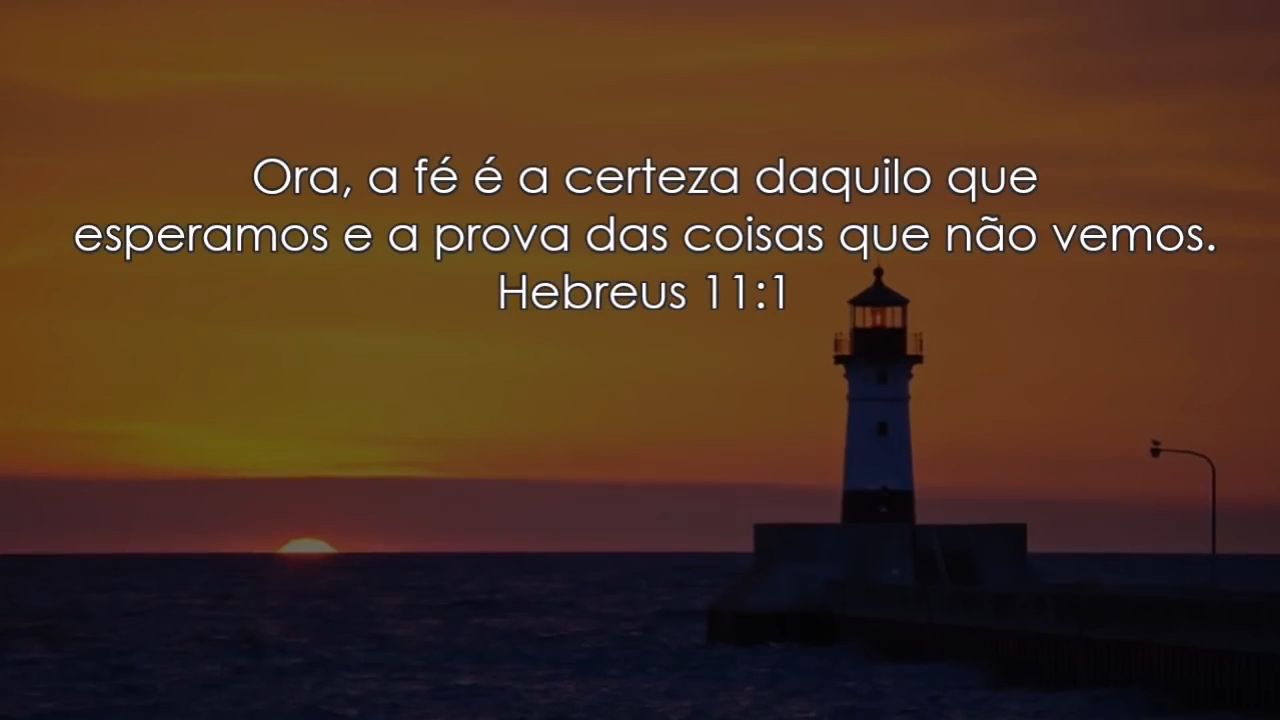 Ora, a fé é a certeza daquilo que
esperamos e a prova das coisas que não vemos.
Hebreus 11:1